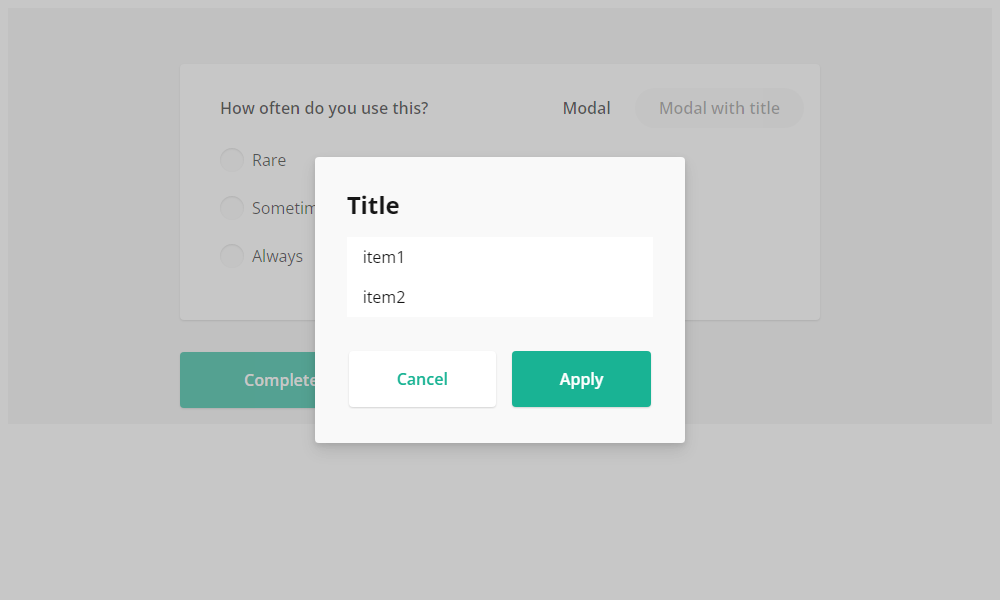 How often do you use this? Modal Modal with title
Rare
Sometim
Always
Title
item1
item2
Complete
Cancel Apply